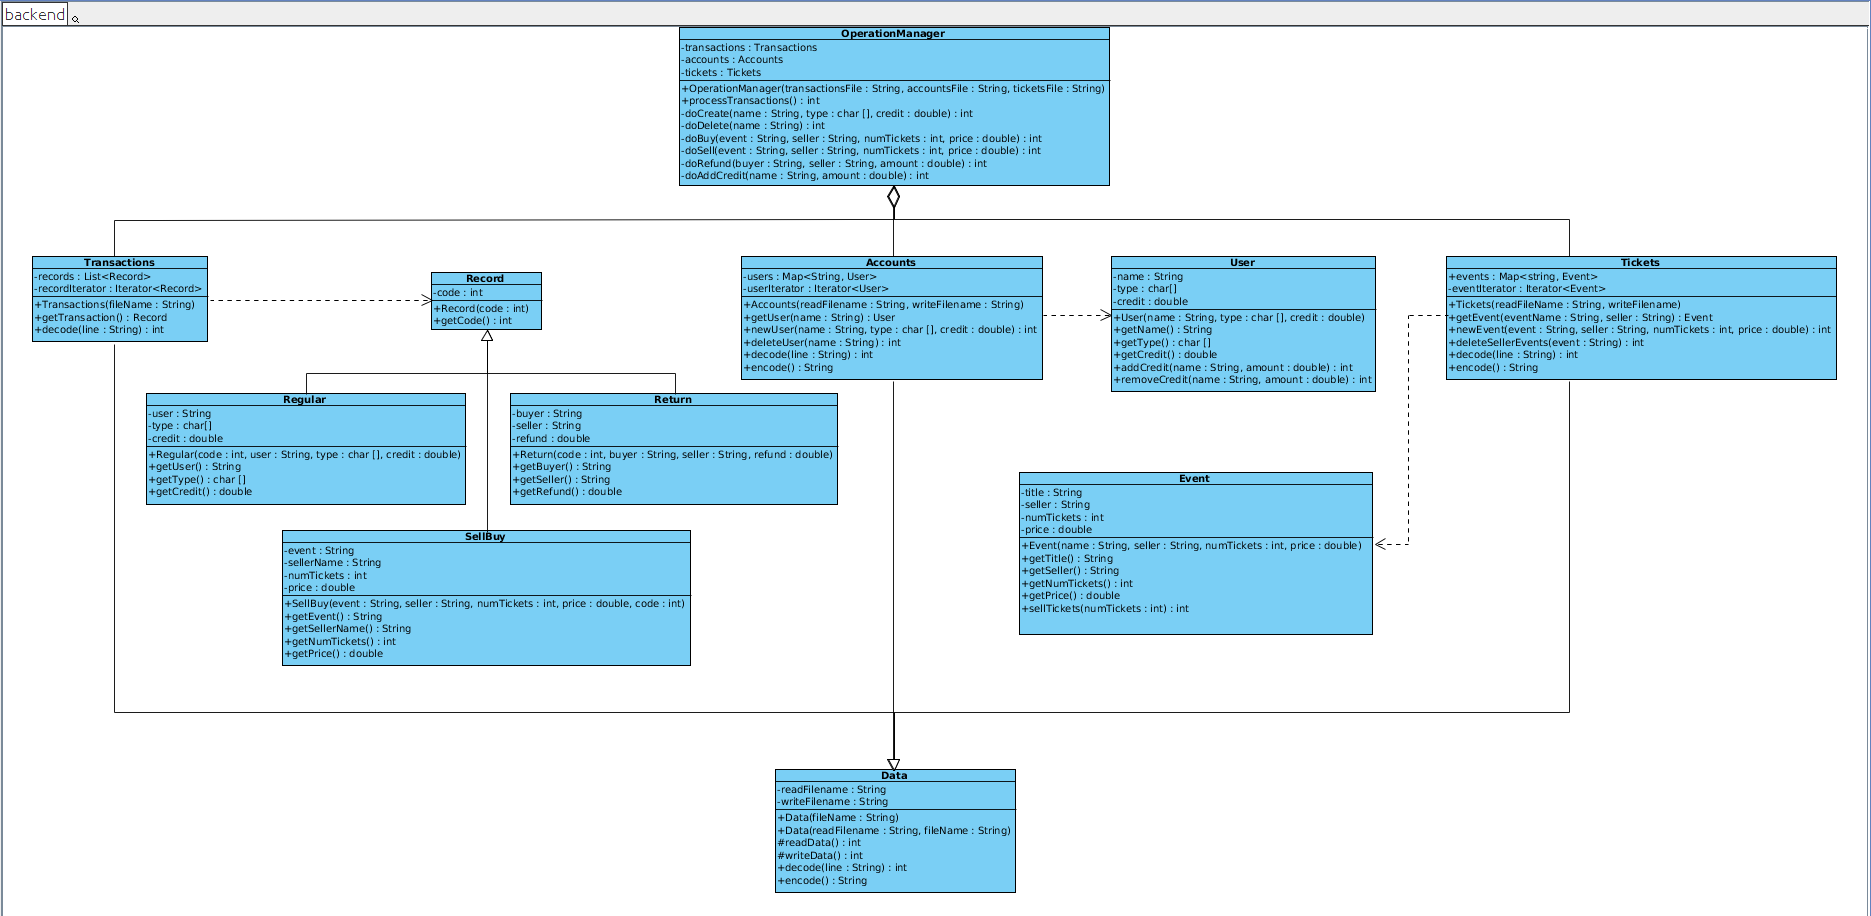 backend
OperationManager
-transactions : Transactions
-accounts : Accounts
-tickets : Tickets
+OperationManager(transactionsFile : String, accountsFile : String, ticketsFile : String)
+processTransactions() : int
-doCreate(name : String, type : char [], credit : double) : int
-doDelete(name : String) : int
-doBuy(event : String, seller : String, numTickets : int, price : double) : int
-doSell(event : String, seller : String, numTickets : int, price : double) : int
-doRefund(buyer : String, seller : String, amount : double) : int
-doAddCredit(name : String, amount : double) : int
Transactions
-records : List<Record>
-recordIterator : Iterator<Record>
+Transactions(fileName : String)
+getTransaction() : Record
+decode(line : String) : int
Record
-code : int
+Record(code : int)
+getCode() : int
Accounts
-users : Map<String, User>
-userIterator : Iterator<User>
+Accounts(readFilename : String, writeFilename : String)
+getUser(name : String) : User
+newUser(name : String, type : char [], credit : double) : int
+deleteUser(name : String) : int
+decode(line : String) : int
+encode() : String
User
-name : String
-type : char[]
-credit : double
+User(name : String, type : char [], credit : double)
+getName() : String
+getType() : char []
+getCredit() : double
+addCredit(name : String, amount : double) : int
+removeCredit(name : String, amount : double) : int
Tickets
+events : Map<string, Event>
-eventIterator : Iterator<Event>
+Tickets(readFileName : String, writeFilename)
+getEvent(eventName : String, seller : String) : Event
+newEvent(event : String, seller : String, numTickets : int, price : double) : int
+deleteSellerEvents(event : String) : int
+decode(line : String) : int
+encode() : String
Regular
-user : String
-type : char[]
-credit : double
+Regular(code : int, user : String, type : char [], credit : double)
+getUser() : String
+getType() : char []
+getCredit() : double
Return
-buyer : String
-seller : String
-refund : double
+Return(code : int, buyer : String, seller : String, refund : double)
+getBuyer() : String
+getSeller() : String
+getRefund() : double
SellBuy
-event : String
-sellerName : String
-numTickets : int
-price : double
+SellBuy(event : String, seller : String, numTickets : int, price : double, code : int)
+getEvent() : String
+getSellerName() : String
+getNumTickets() : int
+getPrice() : double
Event
-title : String
-seller : String
-numTickets : int
-price : double
+Event(name : String, seller : String, numTickets : int, price : double)
+getTitle() : String
+getSeller() : String
+getNumTickets() : int
+getPrice() : double
+sellTickets(numTickets : int) : int
Data
-readFilename : String
-writeFilename : String
+Data(fileName : String)
+Data(readFilename : String, fileName : String)
#readData() : int
#writeData() : int
+decode(line : String) : int
+encode() : String